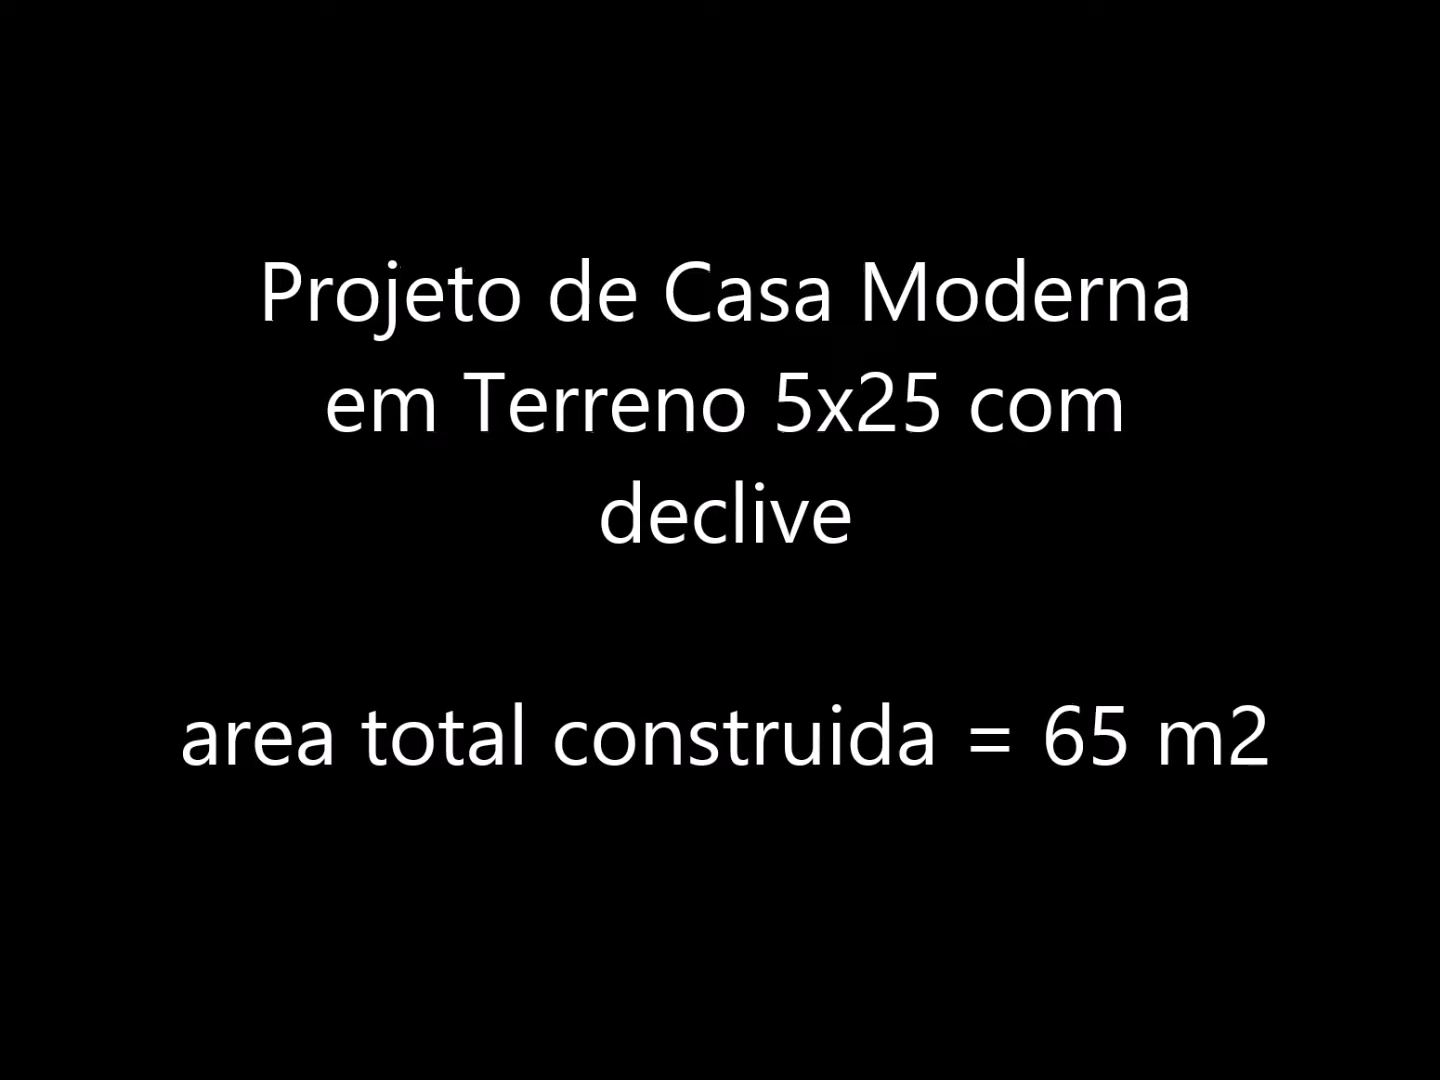 Projeto de Casa Moderna
em Terreno 5x25 com
declive
area total construida = 65 m2